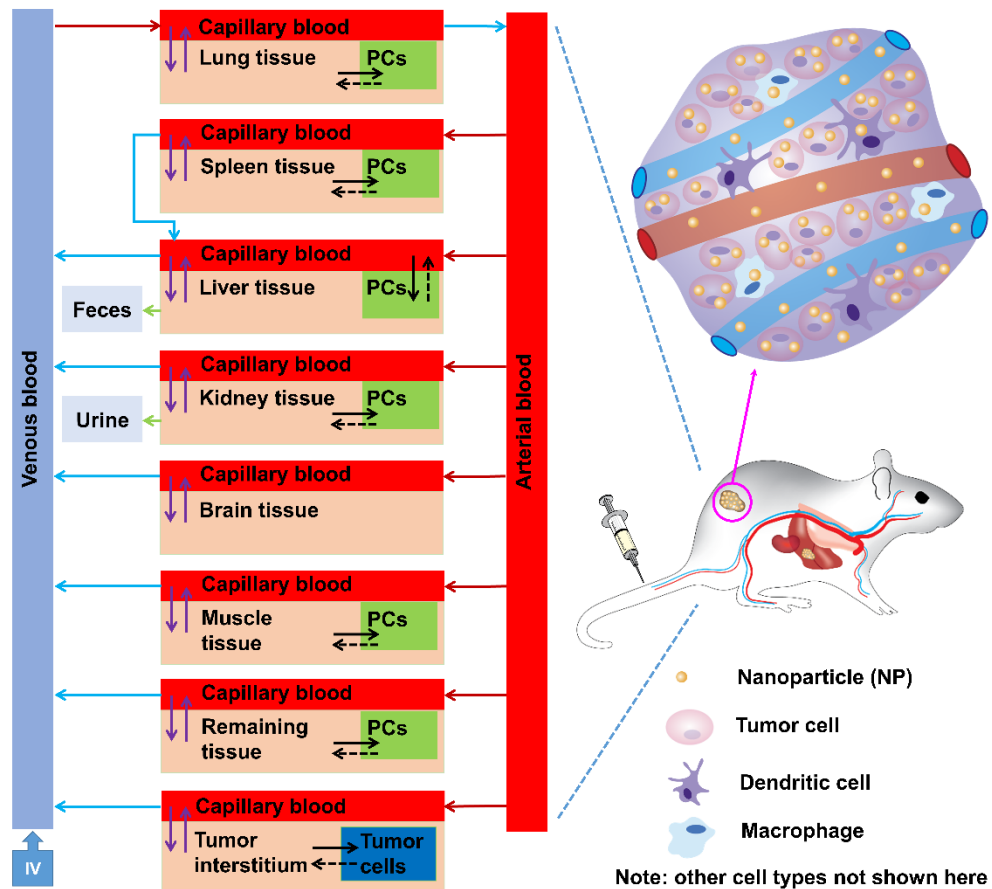 Capillary blood
Lung tissue
PCs
Capillary blood
Spleen tissue
PCs
Capillary blood
Liver tissue
PCs
Feces
Capillary blood
Kidney tissue
PCs
Urine
Capillary blood
Brain tissue
Capillary blood
Muscle
tissue
PCs
Capillary blood
Remaining
tissue
PCs
Capillary blood
Tumor
interstitium
Tumor
cells
Venous blood
IV
Arterial blood
Nanoparticle (NP)
Tumor cell
Dendritic cell
Macrophage
Note: other cell types not shown here